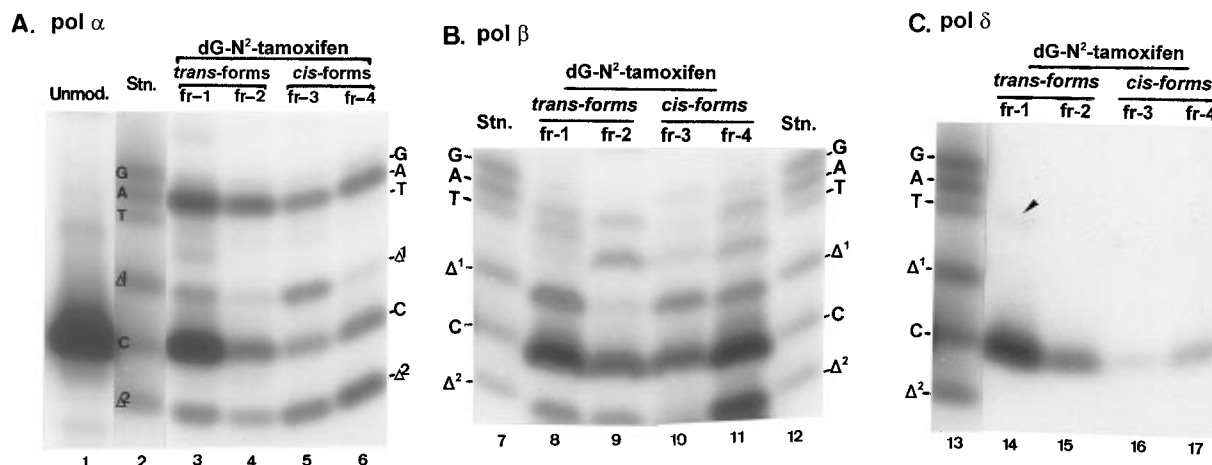 A. pol α
dG-N²-tamoxifen
trans-forms cis-forms
Unmod. Stn. fr–1 fr–2 fr–3 fr–4
G
A
T
Δ1
C
Δ2
G
A
T
Δ1
C
Δ2
1 2 3 4 5 6
B. pol β
dG-N²-tamoxifen
trans-forms cis-forms
Stn. fr-1 fr-2 fr-3 fr-4 Stn.
G
A
T
Δ1
C
Δ2
G
A
T
Δ1
C
Δ2
7 8 9 10 11 12
C. pol δ
dG-N²-tamoxifen
trans-forms cis-forms
fr-1 fr-2 fr-3 fr-4
G
A
T
Δ1
C
Δ2
13 14 15 16 17